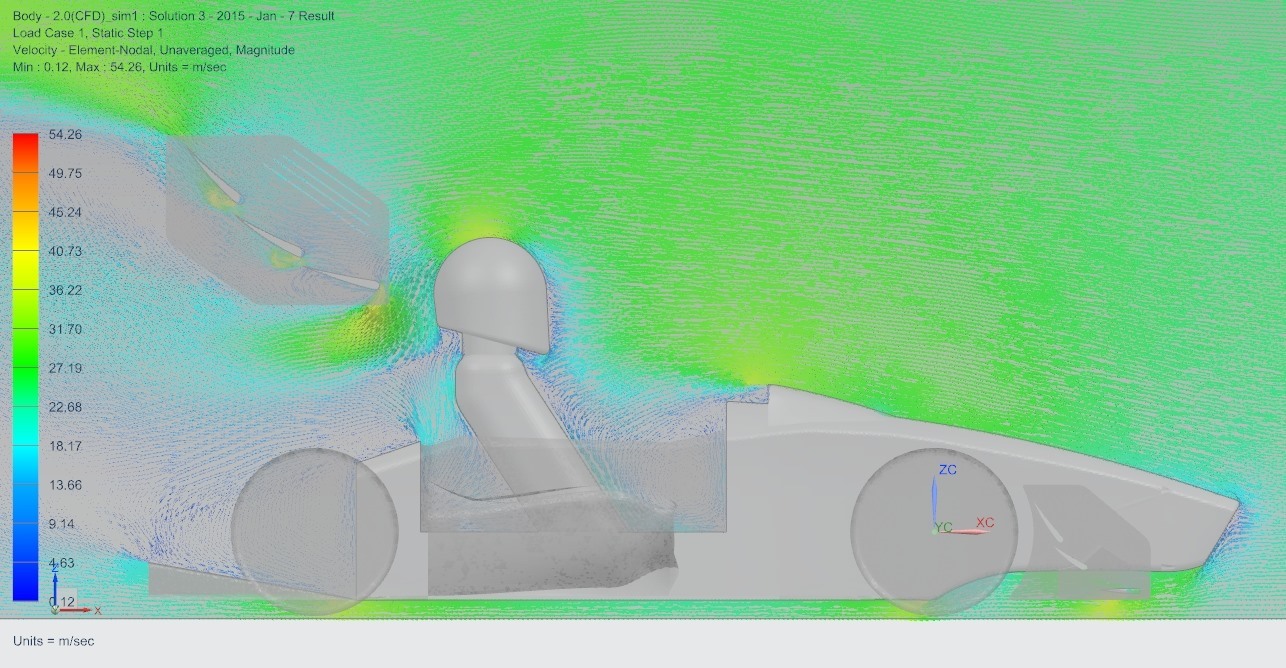 Body - 2.0(CFD)_sim1 : Solution 3 - 2015 - Jan - 7 Result
Load Case 1, Static Step 1
Velocity - Element-Nodal, Unaveraged, Magnitude
Min : 0.12, Max : 54.26, Units = m/sec
54.26
49.75
45.24
40.73
36.22
31.70
27.19
22.68
18.17
13.66
9.14
4.63
0.12
Z
X
ZC
YC
XC
Units = m/sec